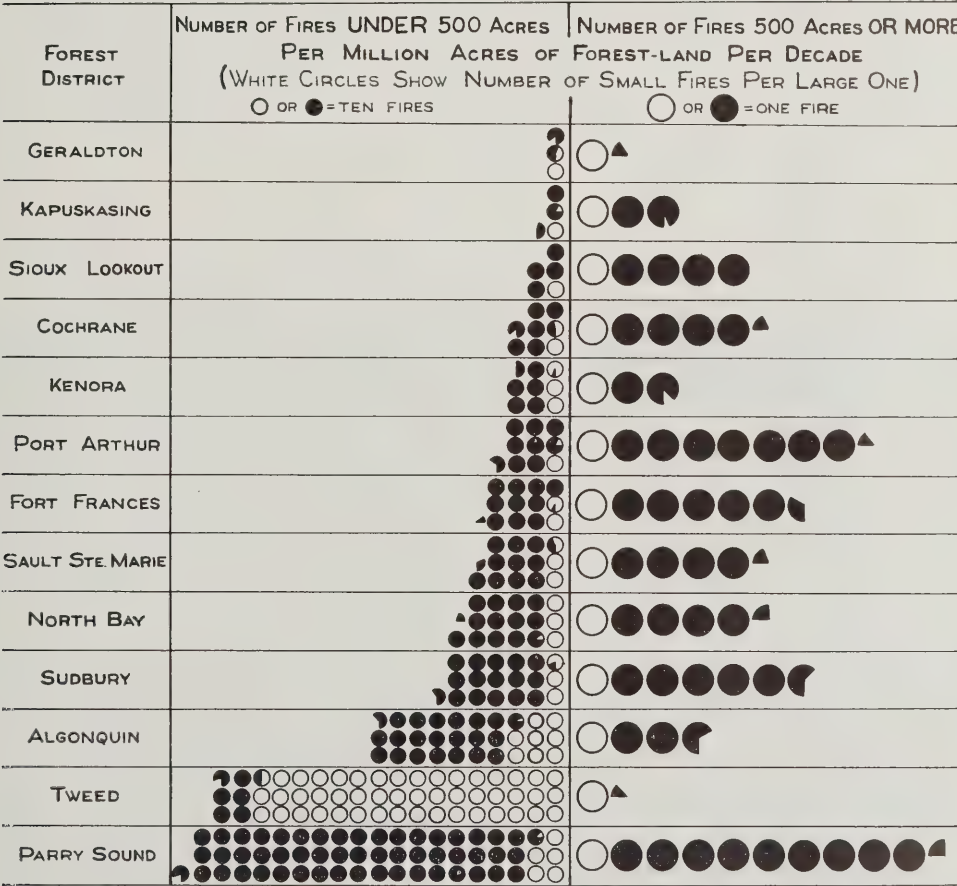 FOREST DISTRICT
NUMBER OF FIRES UNDER 500 ACRES
NUMBER OF FIRES 500 ACRES OR MORE
PER MILLION ACRES OF FOREST-LAND PER DECADE
(WHITE CIRCLES SHOW NUMBER OF SMALL FIRES PER LARGE ONE)
OR = TEN FIRES
OR = ONE FIRE
GERALDTON
KAPUSKASING
SIOUX LOOKOUT
COCHRANE
KENORA
PORT ARTHUR
FORT FRANCES
SAULT STE. MARIE
NORTH BAY
SUDBURY
ALGONQUIN
TWEED
PARRY SOUND